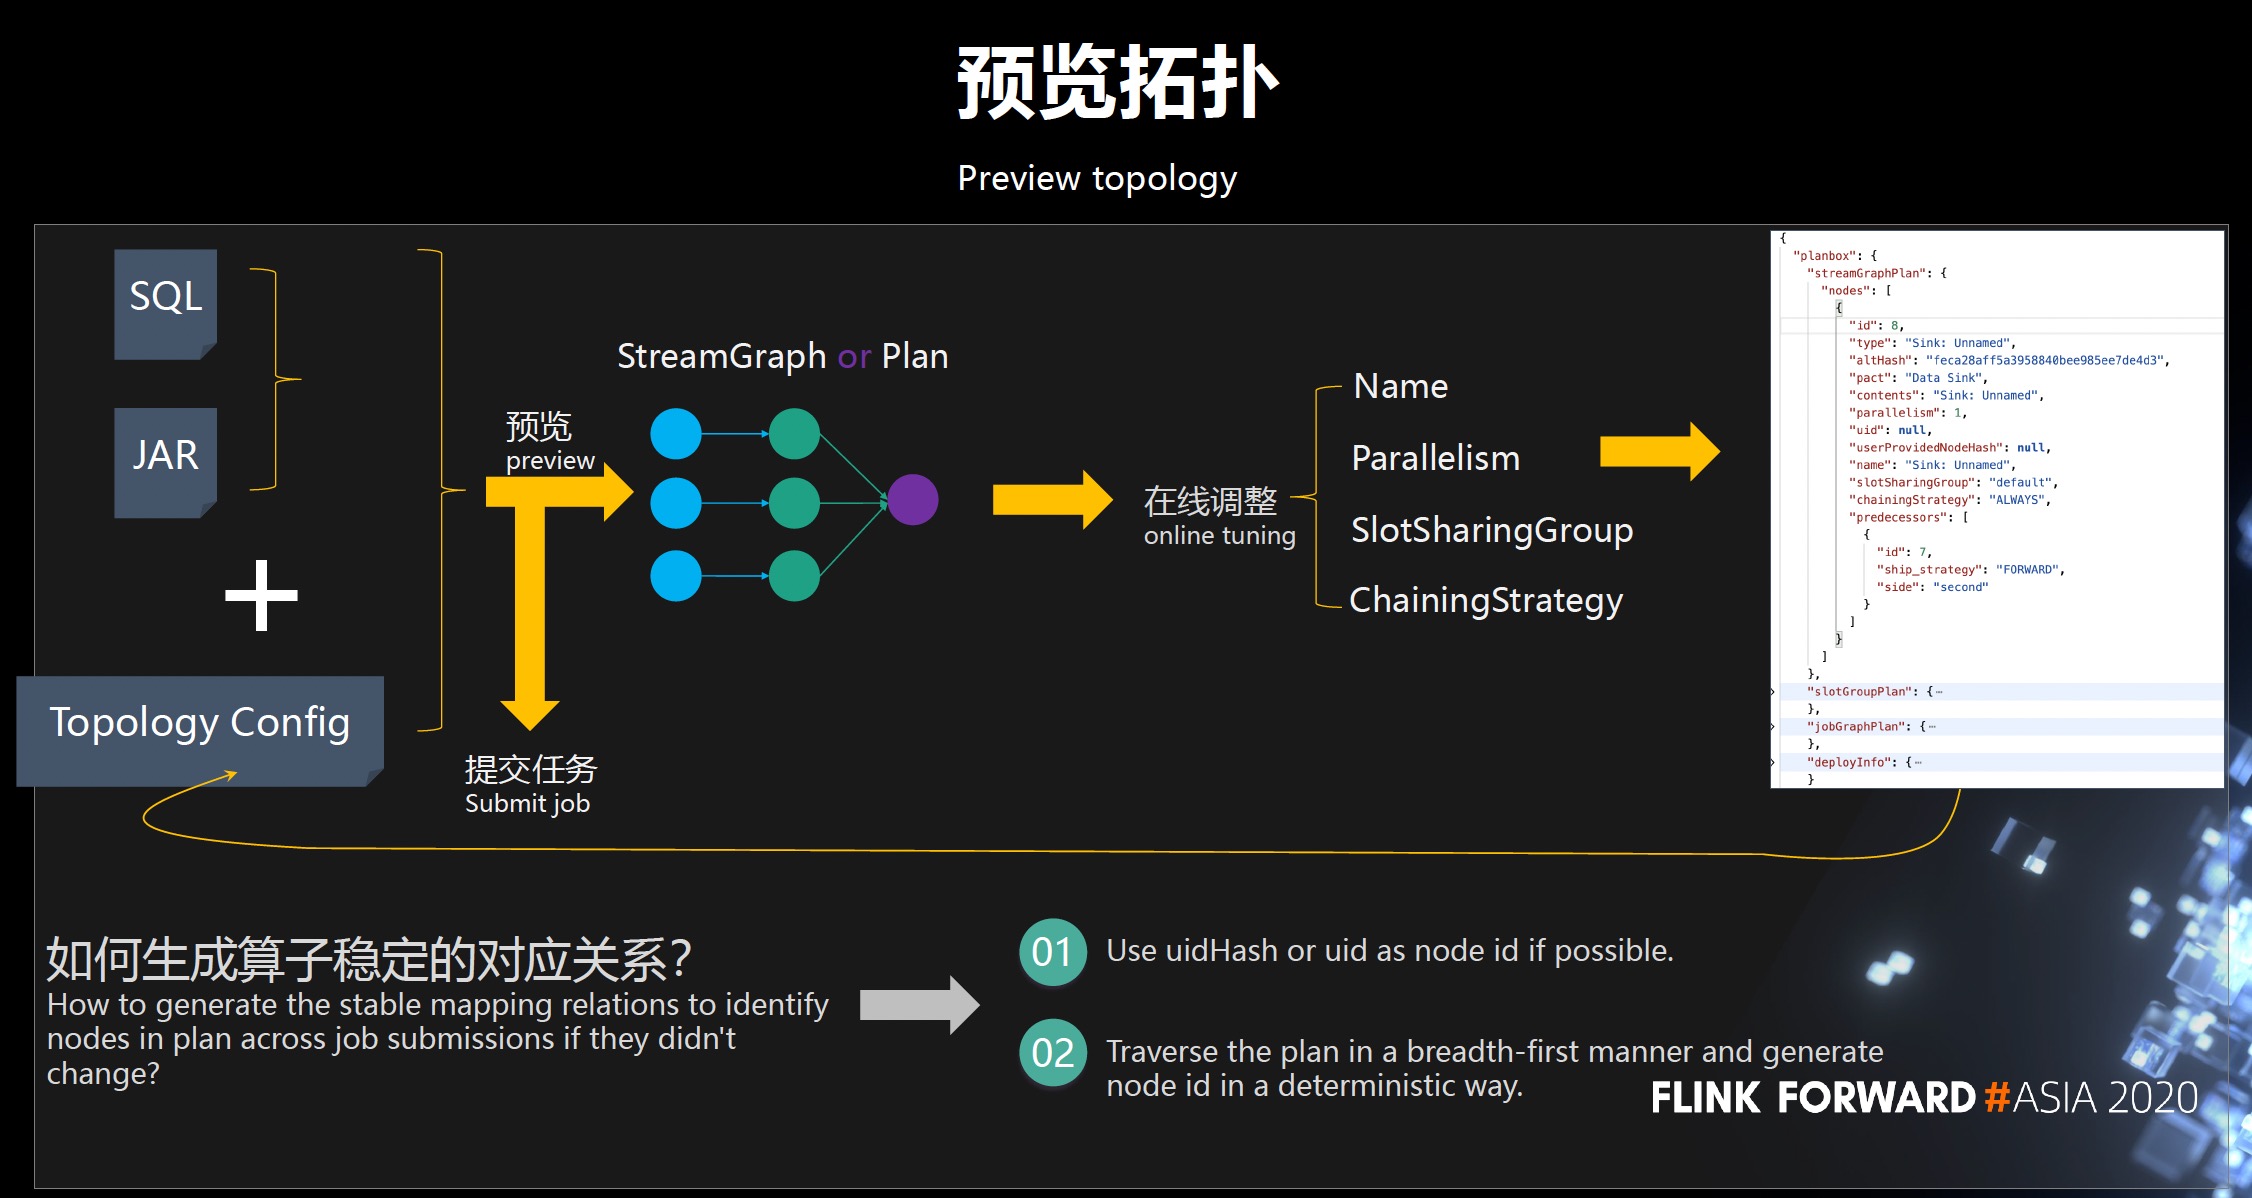 预览拓扑
Preview topology
SQL
JAR
Topology Config
预览
preview
提交任务
Submit job
StreamGraph or Plan
在线调整
online tuning
Name
Parallelism
SlotSharingGroup
ChainingStrategy
{
"planbox": {
"streamGraphPlan": {
"nodes": [
{
"id": 8,
"type": "Sink: Unnamed",
"altHash": "feca28aff5a3958840bee985ee7de4d3",
"pact": "Data Sink",
"contents": "Sink: Unnamed",
"parallelism": 1,
"uid": null,
"userProvidedNodeHash": null,
"name": "Sink: Unnamed",
"slotSharingGroup": "default",
"chainingStrategy": "ALWAYS",
"predecessors": [
{
"id": 7,
"ship_strategy": "FORWARD",
"side": "second"
}
]
}
]
},
"slotGroupPlan": {…
},
"jobGraphPlan": {…
},
"deployInfo": {…
}
如何生成算子稳定的对应关系?
How to generate the stable mapping relations to identify
nodes in plan across job submissions if they didn't
change?
01
Use uidHash or uid as node id if possible.
02
Traverse the plan in a breadth-first manner and generate
node id in a deterministic way.
FLINK FORWARD #ASIA 2020